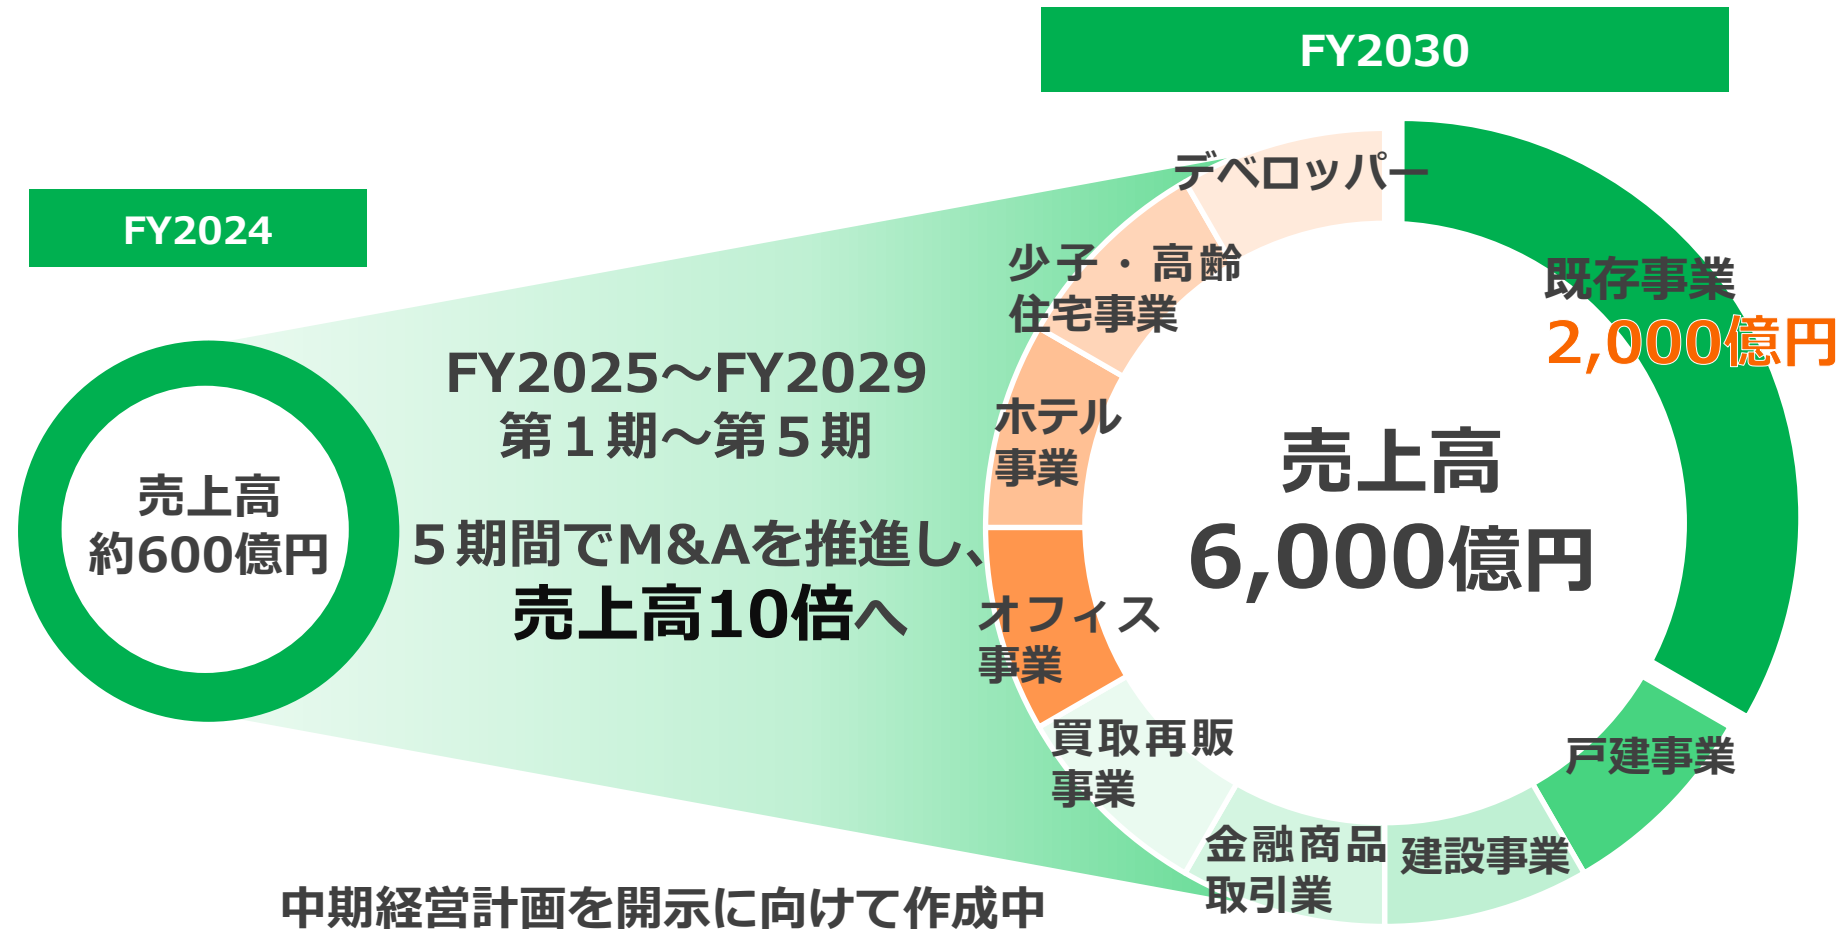 FY2024
売上高
約600億円
FY2025～FY2029
第１期～第５期
５期間でM&Aを推進し、
売上高10倍へ
中期経営計画を開示に向けて作成中
FY2030
売上高
6,000億円
既存事業
2,000億円
戸建事業
建設事業
金融商品
取引業
買取再販
事業
オフィス
事業
ホテル
事業
少子・高齢
住宅事業
デベロッパー